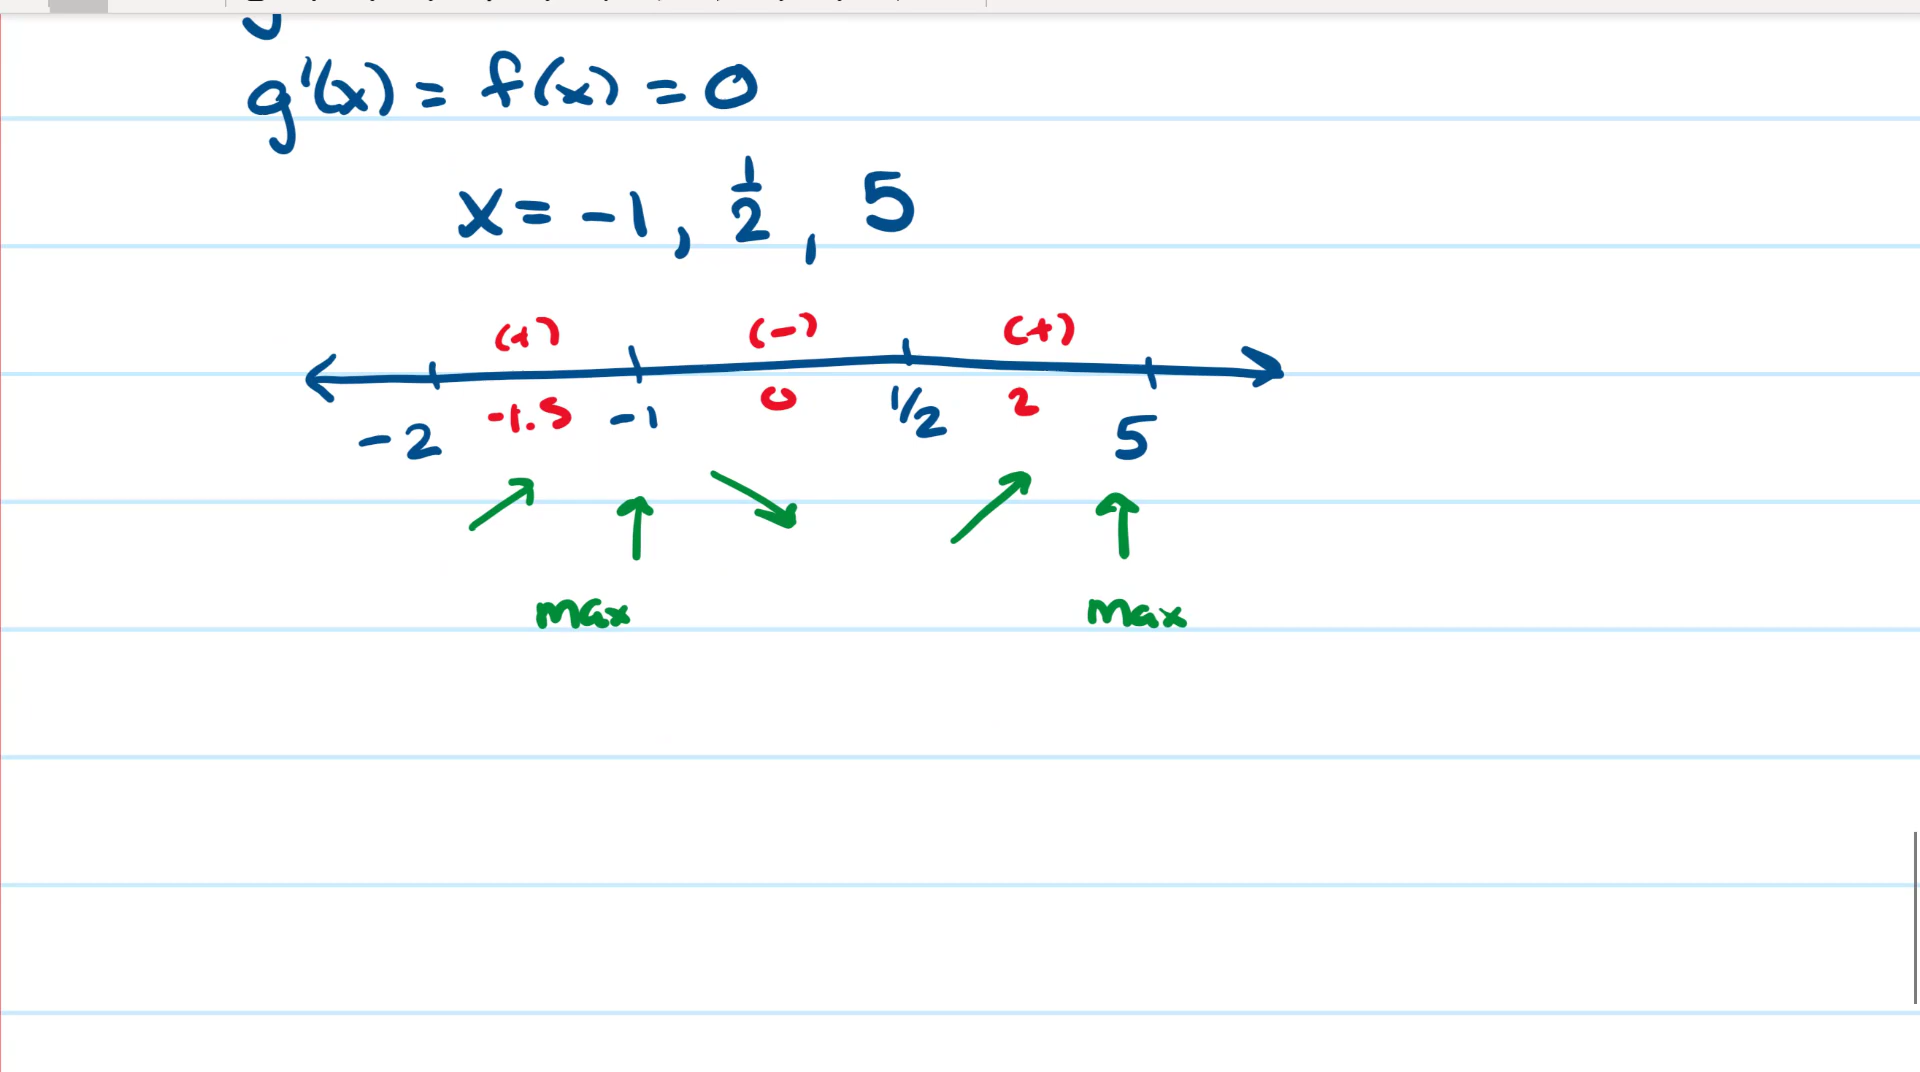 g'(x) = f(x) = 0
x = -1, 1/2, 5
(+) (-) (+)
-2 -1.5 -1 0 1/2 2 5
max max